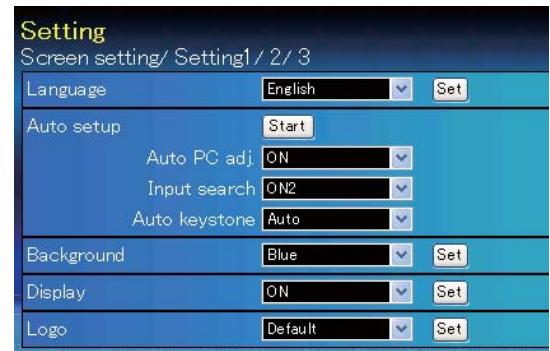 Setting
Screen setting/ Setting1 / 2/ 3
Language English Set
Auto setup Start
Auto PC adj. ON
Input search ON2
Auto keystone Auto
Background Blue Set
Display ON Set
Logo Default Set